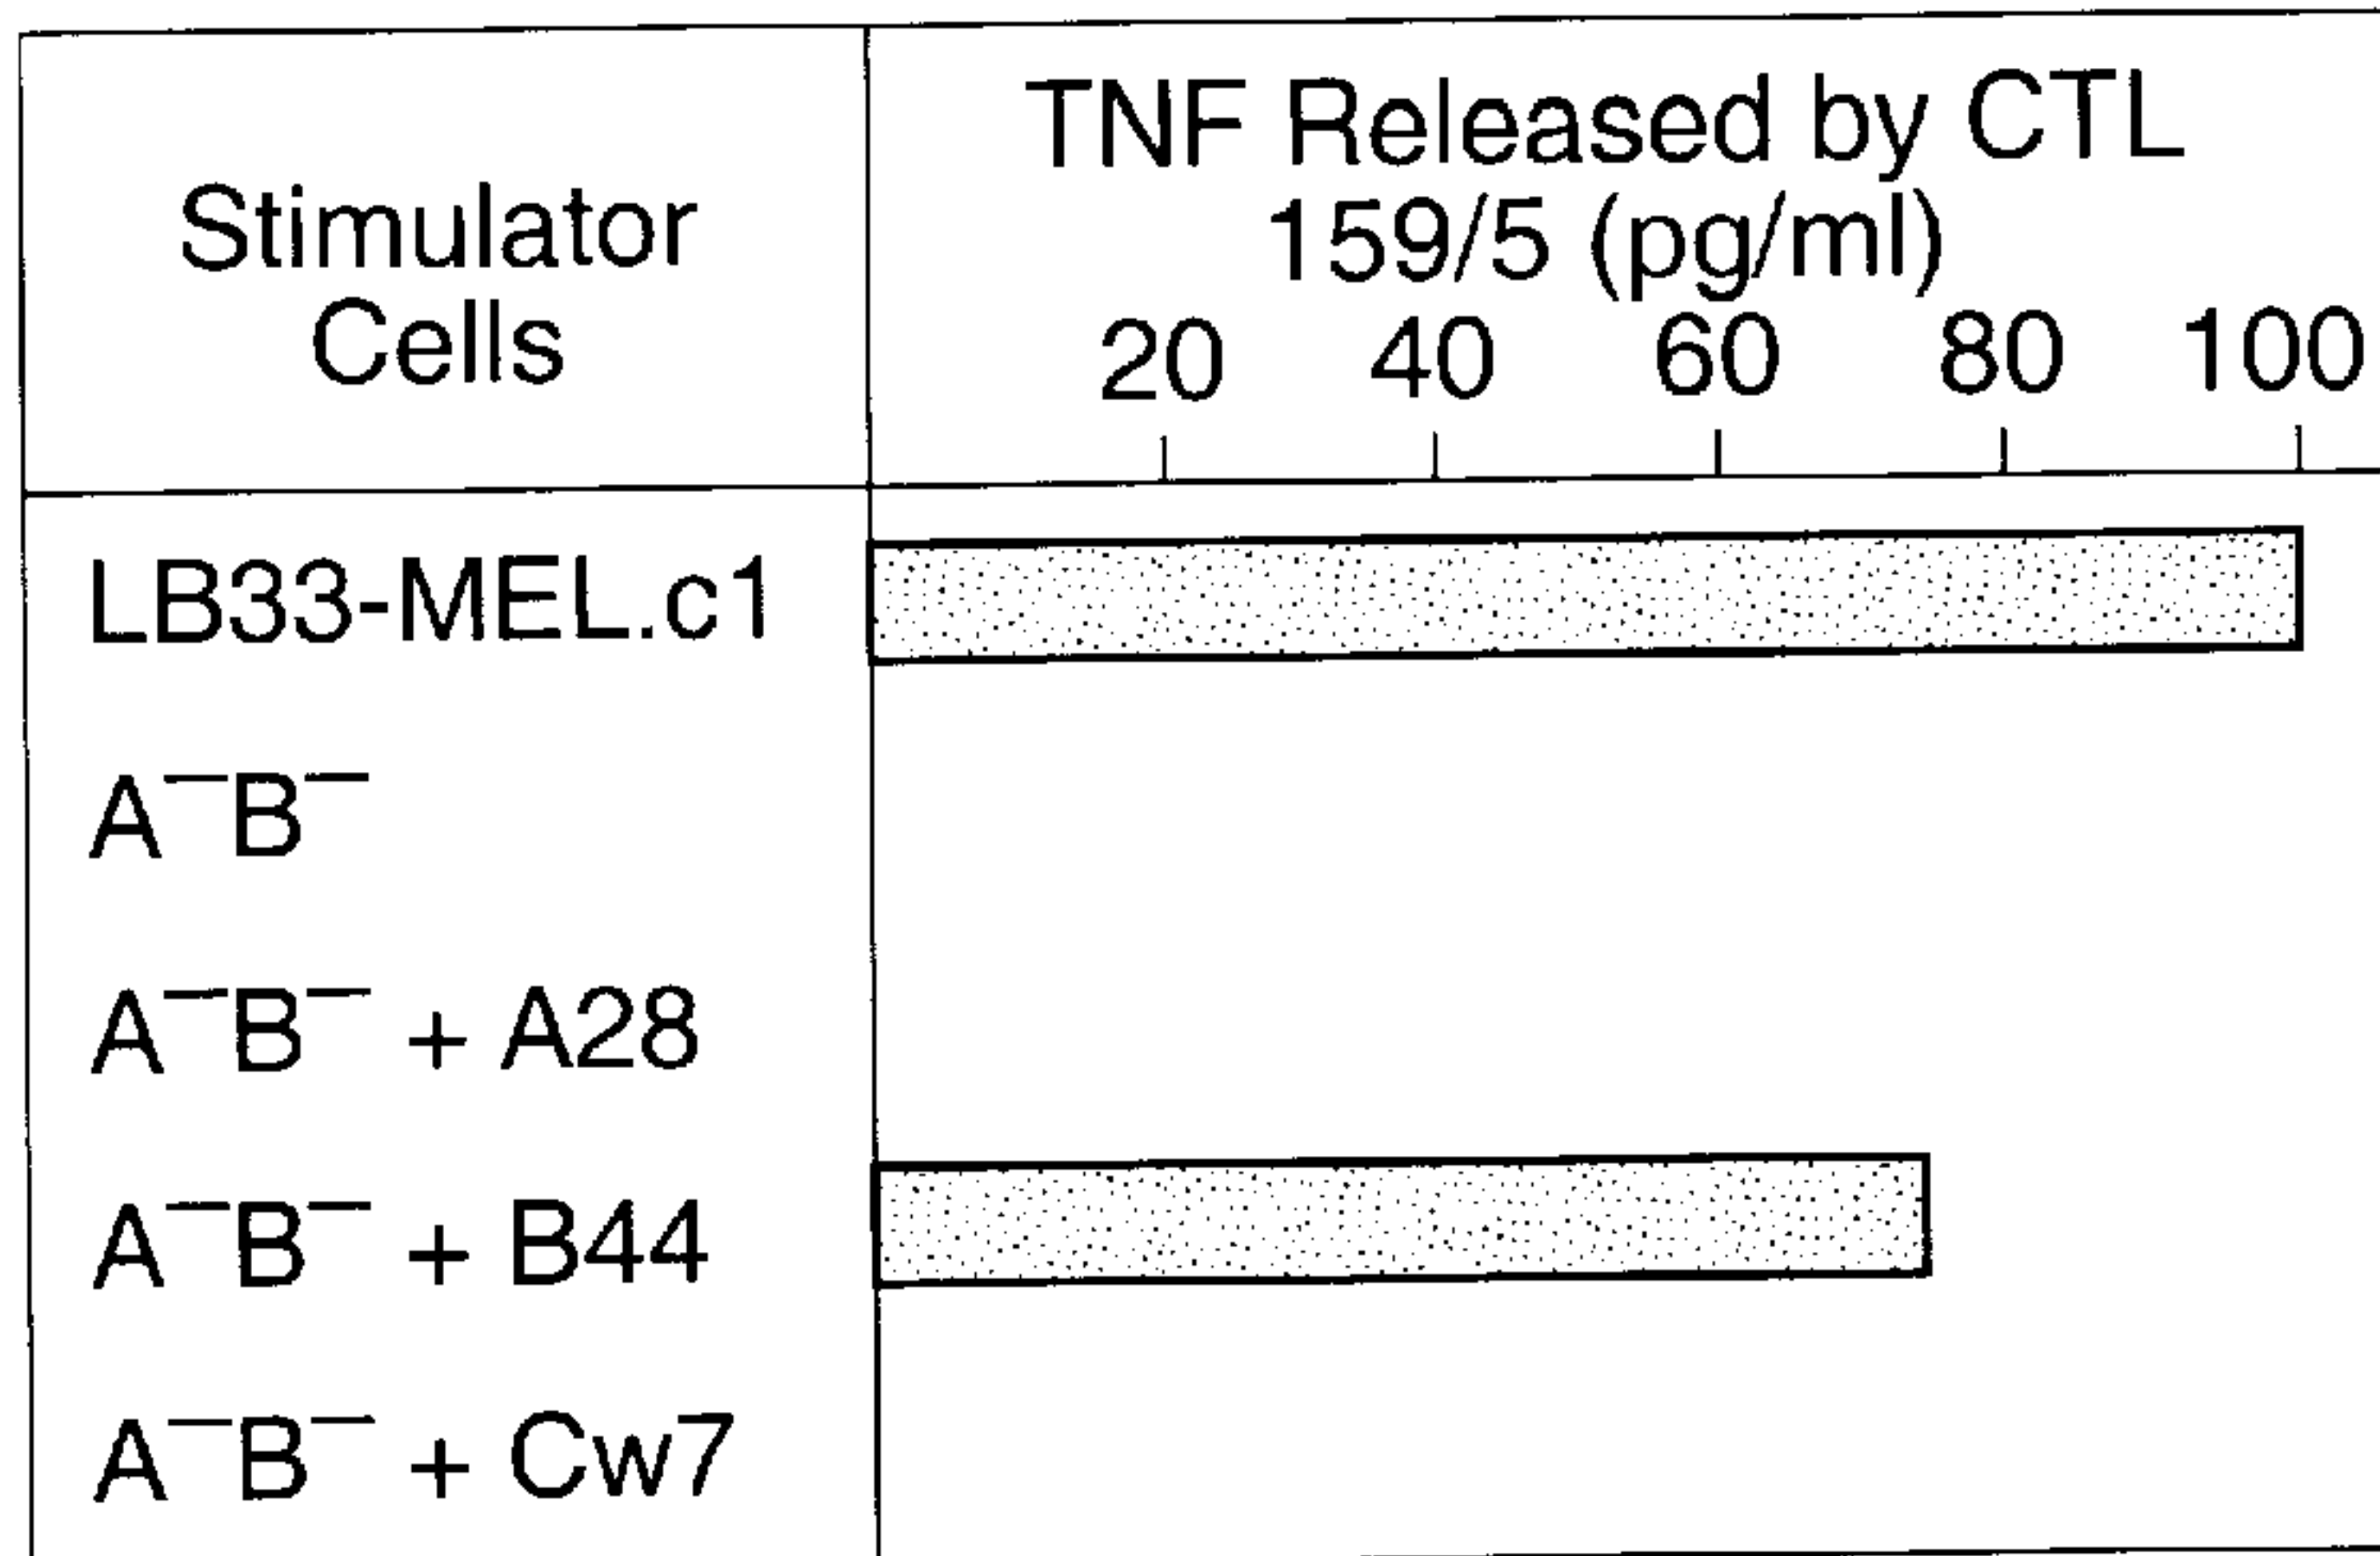 Stimulator
Cells
TNF Released by CTL
159/5 (pg/ml)
20 40 60 80 100
LB33-MEL.c1
A⁻B⁻
A⁻B⁻ + A28
A⁻B⁻ + B44
A⁻B⁻ + Cw7